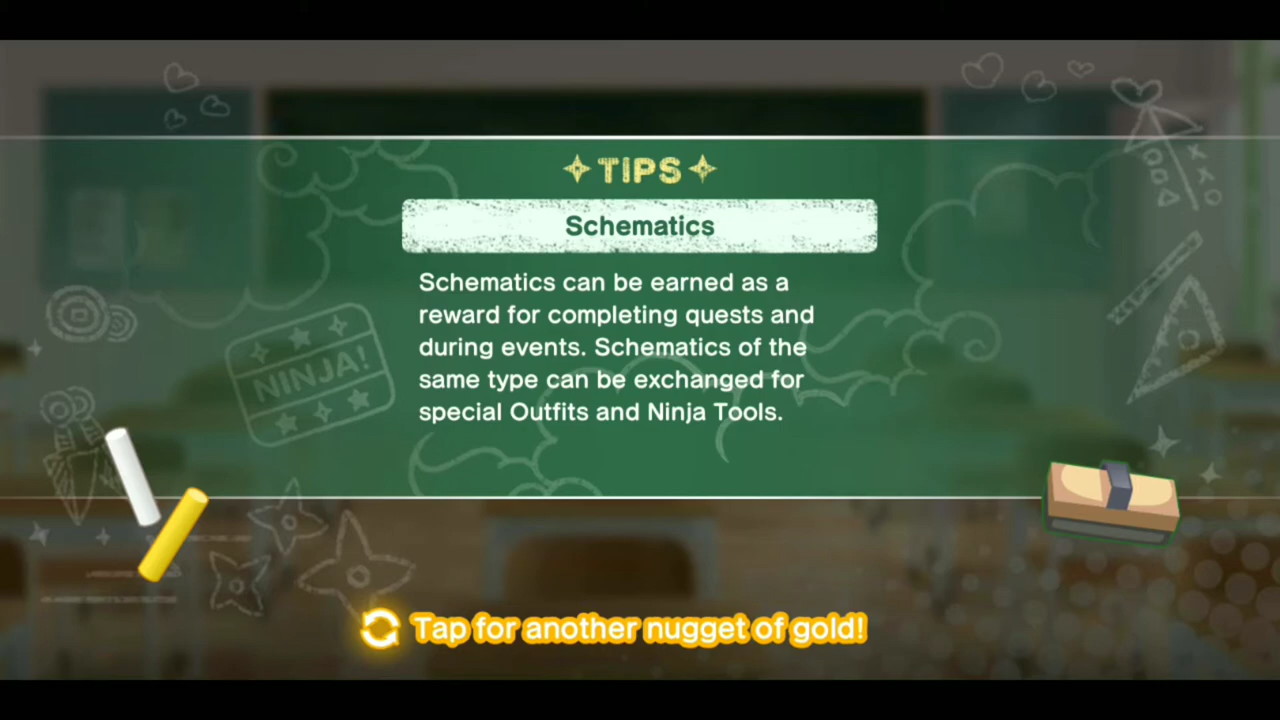 TIPS
Schematics
Schematics can be earned as a
reward for completing quests and
during events. Schematics of the
same type can be exchanged for
special Outfits and Ninja Tools.
NINJA!
Tap for another nugget of gold!